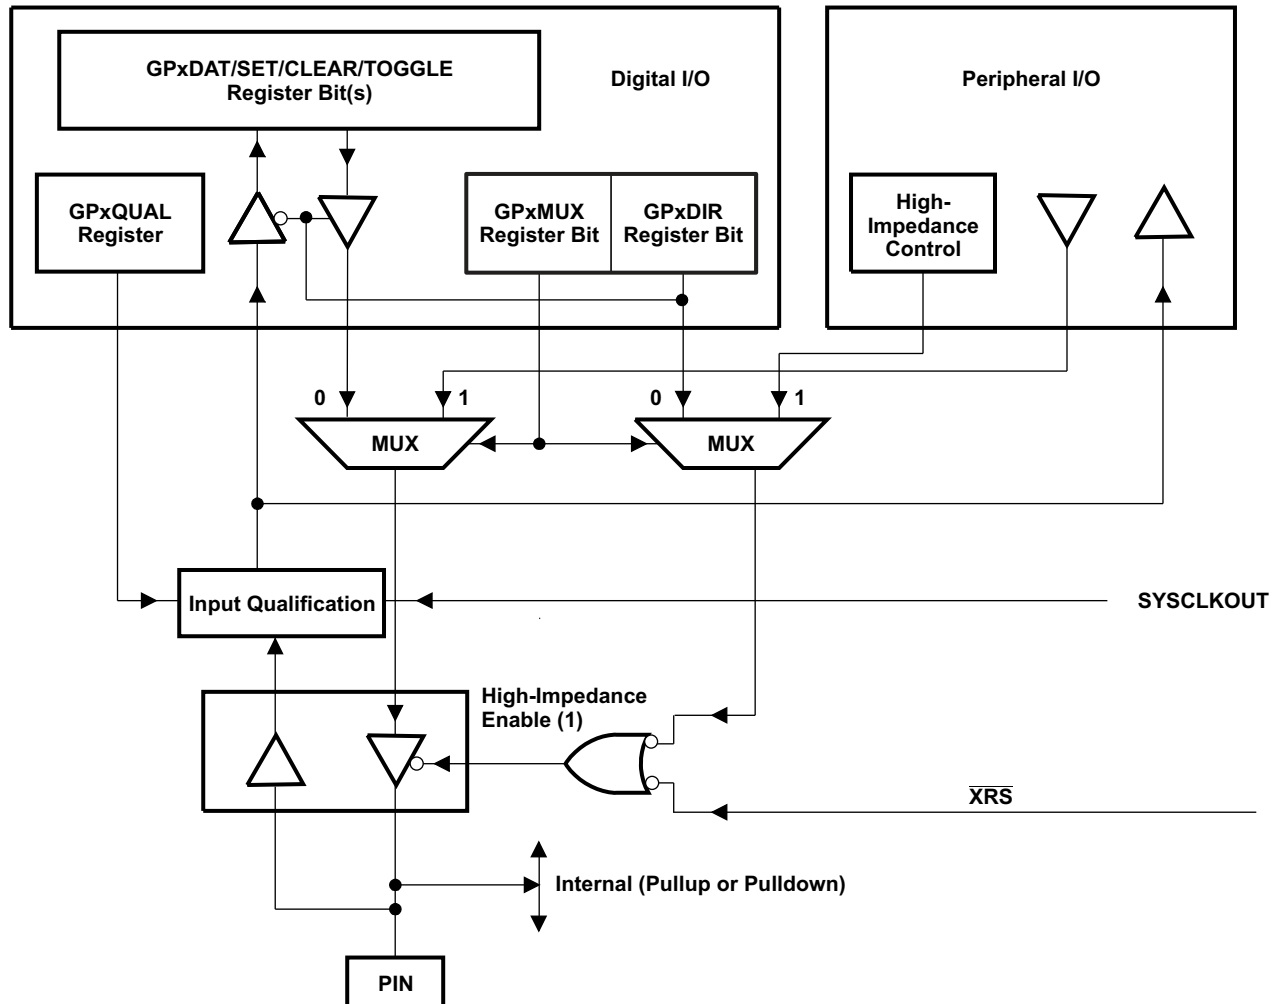 GPxDAT/SET/CLEAR/TOGGLE
Register Bit(s)
Digital I/O
Peripheral I/O
GPxQUAL
Register
GPxMUX
Register Bit
GPxDIR
Register Bit
High-
Impedance
Control
0
1
0
1
MUX
MUX
Input Qualification
SYSCLKOUT
High-Impedance
Enable (1)
XRS
Internal (Pullup or Pulldown)
PIN